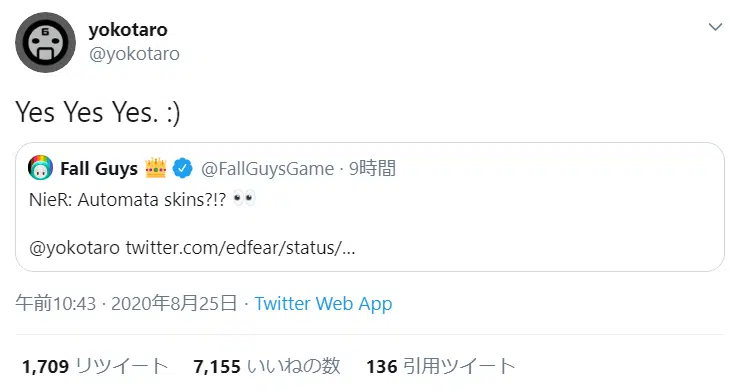 yokotaro
@yokotaro
Yes Yes Yes. :)
Fall Guys 👑 @FallGuysGame · 9時間
NieR: Automata skins?!? 👀
@yokotaro twitter.com/edfear/status/...
午前10:43 · 2020年8月25日 · Twitter Web App
1,709 リツイート 7,155 いいねの数 136 引用ツイート